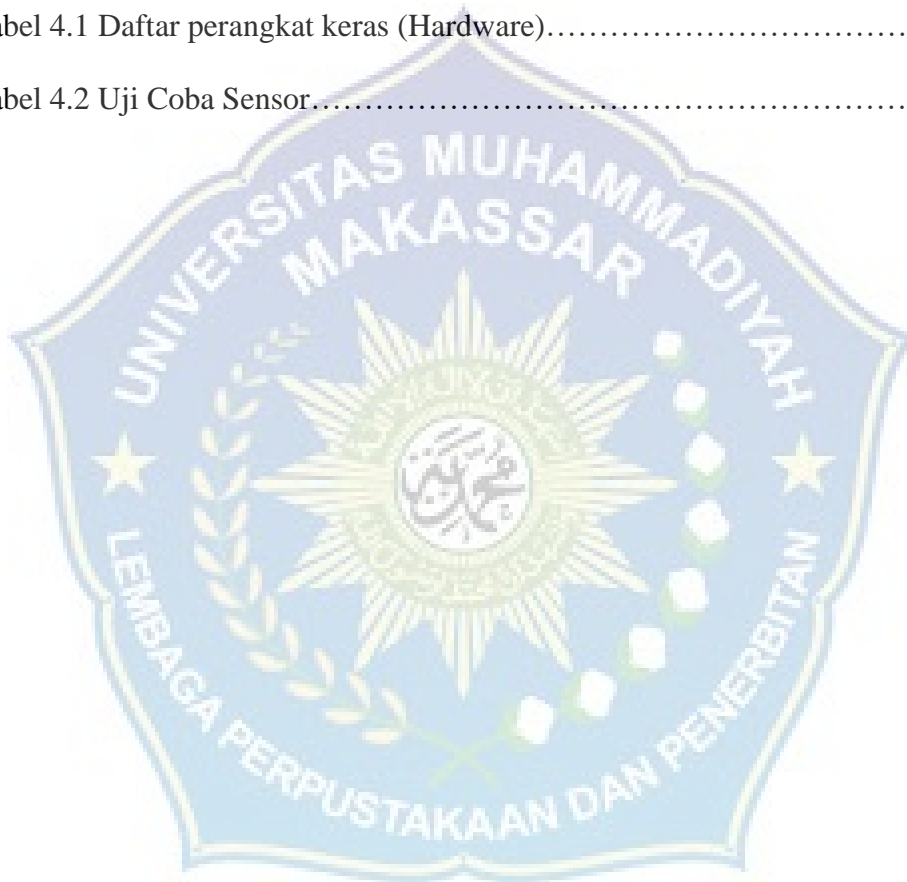 abel 4.1 Daftar perangkat keras (Hardware)……………………………
abel 4.2 Uji Coba Sensor…………………………………………………
UNIVERSITAS MUHAMMADIYAH
MAKASSAR
LEMBAGA PERPUSTAKAAN DAN PENERBITAN